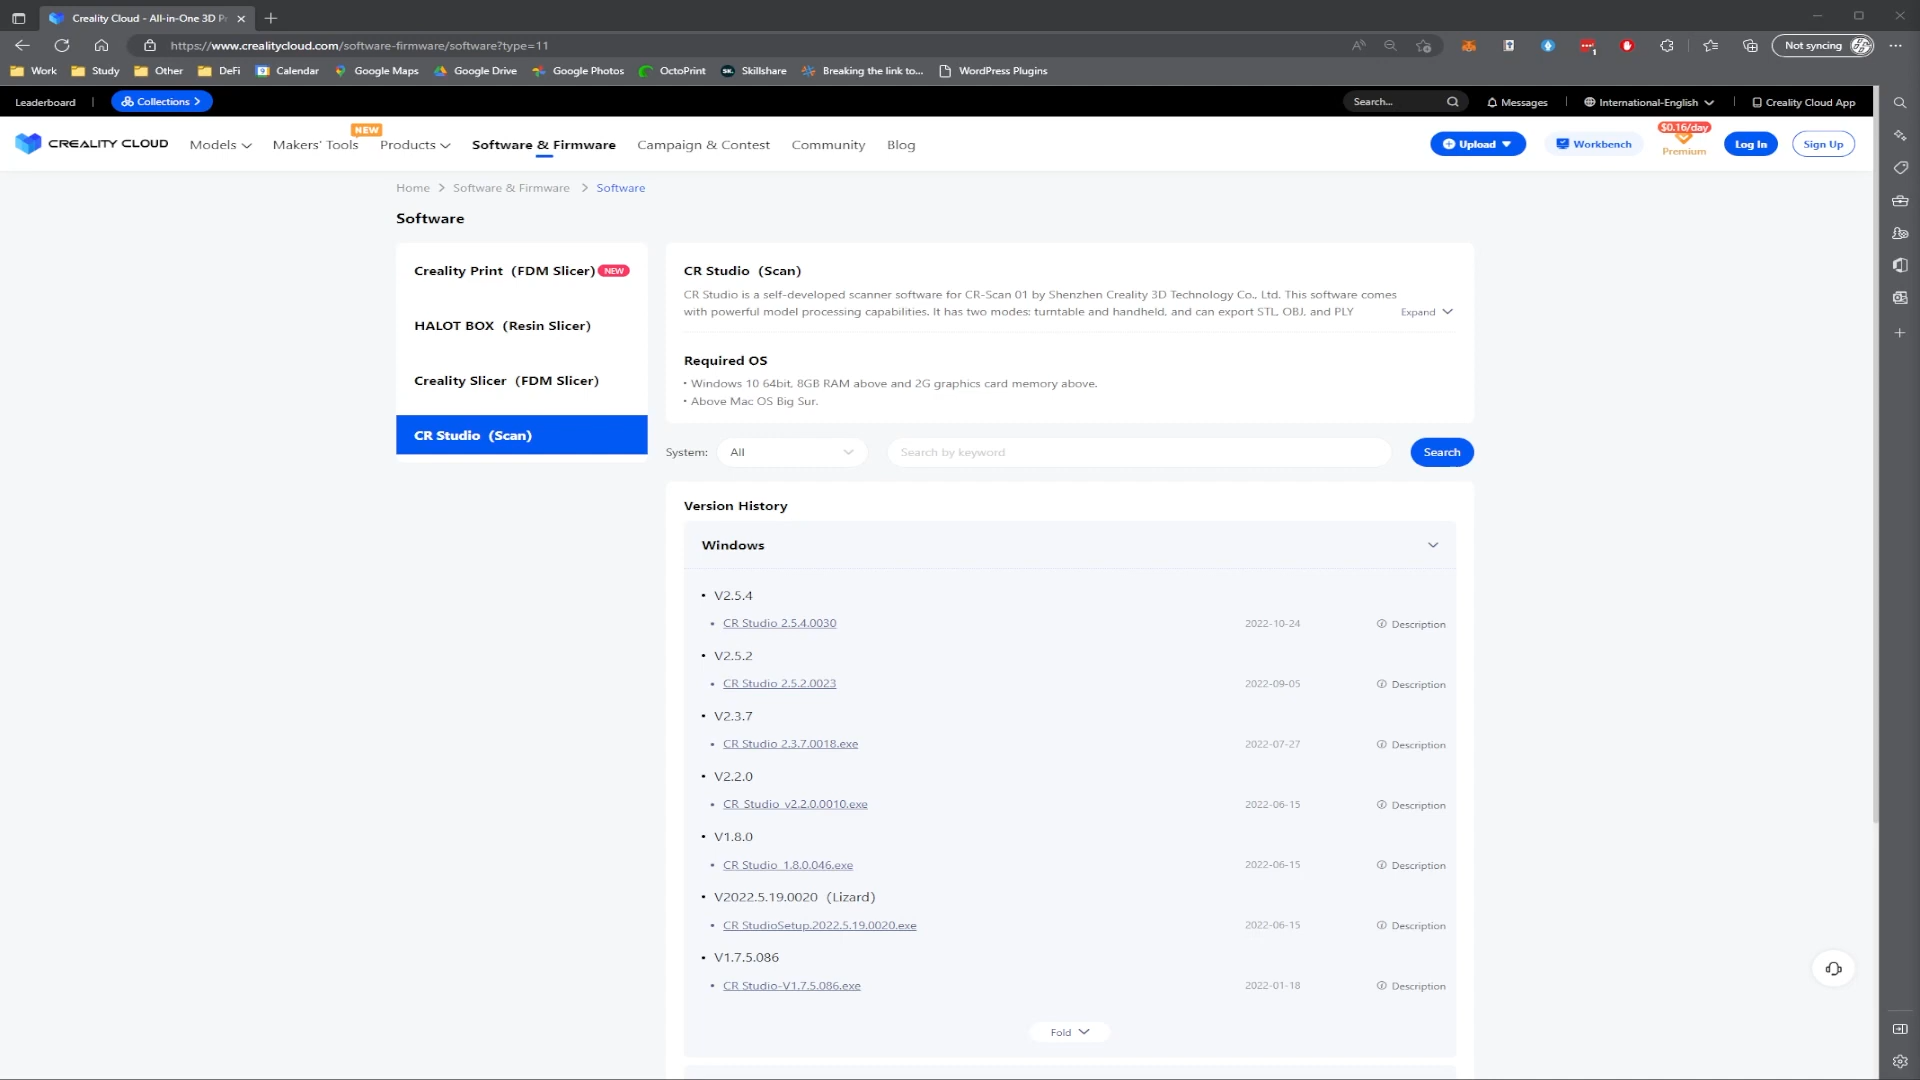 Creality Cloud - All-in-One 3D Pr
https://www.crealitycloud.com/software-firmware/software?type=11
Not syncing
Work
Study
Other
DeFi
Calendar
Google Maps
Google Drive
Google Photos
OctoPrint
Skillshare
Breaking the link to...
WordPress Plugins
Leaderboard
Collections
Search...
Messages
International-English
Creality Cloud App
CREALITY CLOUD
Models
Makers' Tools
NEW
Products
Software & Firmware
Campaign & Contest
Community
Blog
Upload
Workbench
$0.16/day
Premium
Log In
Sign Up
Home > Software & Firmware > Software
Software
Creality Print (FDM Slicer) NEW
HALOT BOX (Resin Slicer)
Creality Slicer (FDM Slicer)
CR Studio (Scan)
CR Studio (Scan)
CR Studio is a self-developed scanner software for CR-Scan 01 by Shenzhen Creality 3D Technology Co., Ltd. This software comes
with powerful model processing capabilities. It has two modes: turntable and handheld, and can export STL, OBJ, and PLY
Expand
Required OS
• Windows 10 64bit, 8GB RAM above and 2G graphics card memory above.
• Above Mac OS Big Sur.
System:
All
Search by keyword
Search
Version History
Windows
• V2.5.4
• CR Studio 2.5.4.0030 2022-10-24 Description
• V2.5.2
• CR Studio 2.5.2.0023 2022-09-05 Description
• V2.3.7
• CR Studio 2.3.7.0018.exe 2022-07-27 Description
• V2.2.0
• CR_Studio_v2.2.0.0010.exe 2022-06-15 Description
• V1.8.0
• CR Studio_1.8.0.046.exe 2022-06-15 Description
• V2022.5.19.0020 (Lizard)
• CR StudioSetup.2022.5.19.0020.exe 2022-06-15 Description
• V1.7.5.086
• CR Studio-V1.7.5.086.exe 2022-01-18 Description
Fold